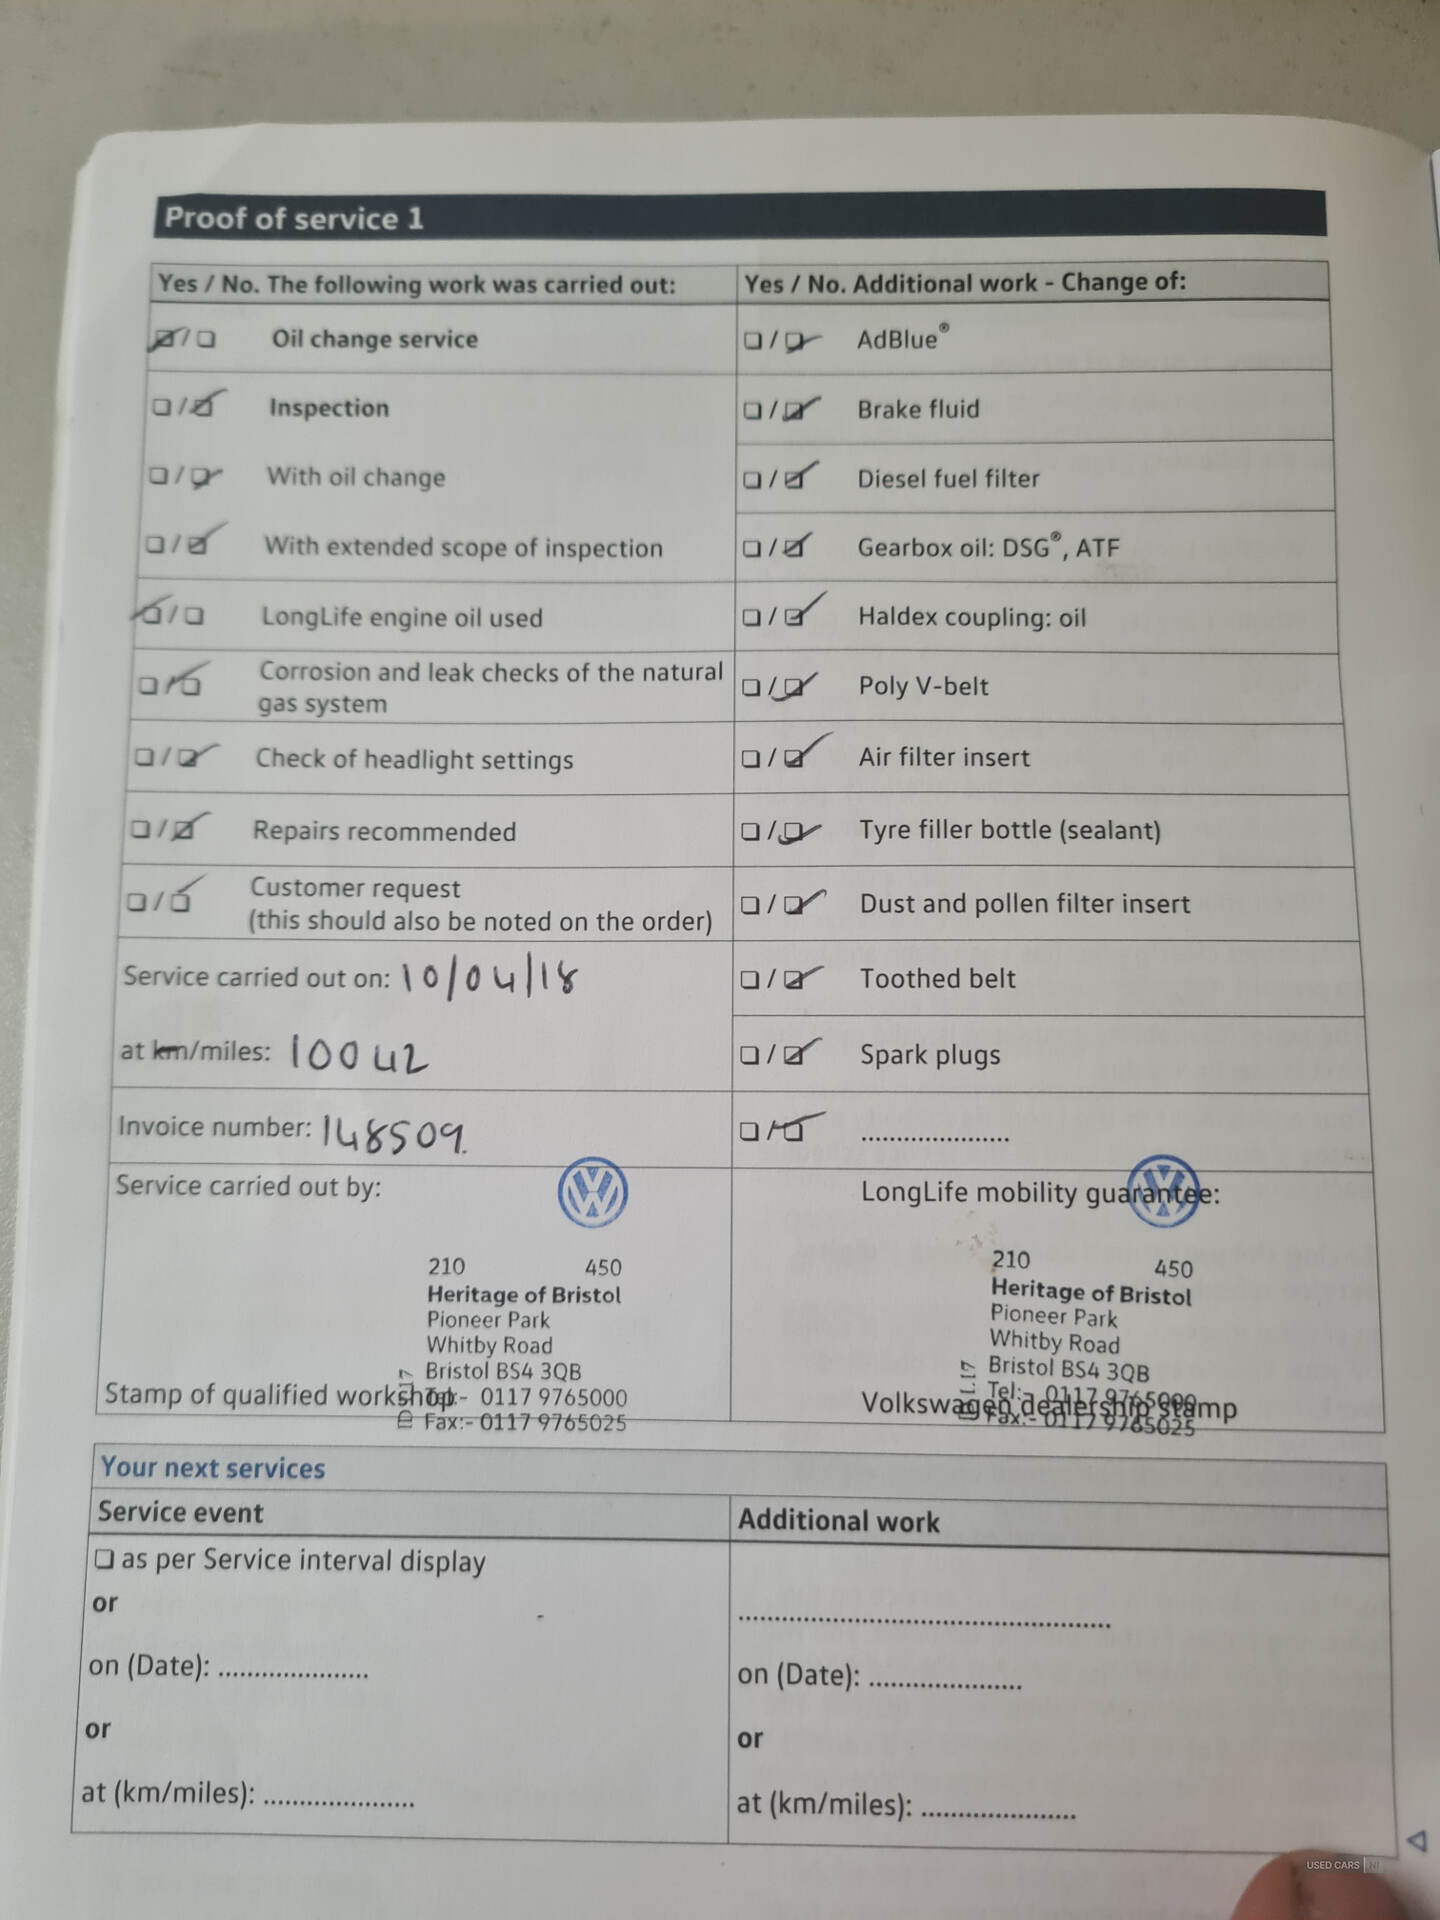 Proof of service 1
Yes / No. The following work was carried out:
Yes / No. Additional work - Change of:
/ Oil change service
/ AdBlue®
/ Inspection
/ Brake fluid
/ With oil change
/ Diesel fuel filter
/ With extended scope of inspection
/ Gearbox oil: DSG®, ATF
/ LongLife engine oil used
/ Haldex coupling: oil
/ Corrosion and leak checks of the natural
gas system
/ Poly V-belt
/ Check of headlight settings
/ Air filter insert
/ Repairs recommended
/ Tyre filler bottle (sealant)
/ Customer request
(this should also be noted on the order)
/ Dust and pollen filter insert
Service carried out on: 10/04/18
/ Toothed belt
at km/miles: 10042
/ Spark plugs
Invoice number: 148509.
/ .....................
Service carried out by:
210 450
Heritage of Bristol
Pioneer Park
Whitby Road
Bristol BS4 3QB
Tel:- 0117 9765000
Fax:- 0117 9765025
Stamp of qualified workshop
LongLife mobility guarantee:
210 450
Heritage of Bristol
Pioneer Park
Whitby Road
Bristol BS4 3QB
Tel:- 0117 9765000
Fax:- 0117 9765025
Volkswagen dealership stamp
Your next services
Service event
Additional work
as per Service interval display
or
on (Date): .....................
or
at (km/miles): .....................
...................................................
on (Date): .....................
or
at (km/miles): .....................
USED CARS NI